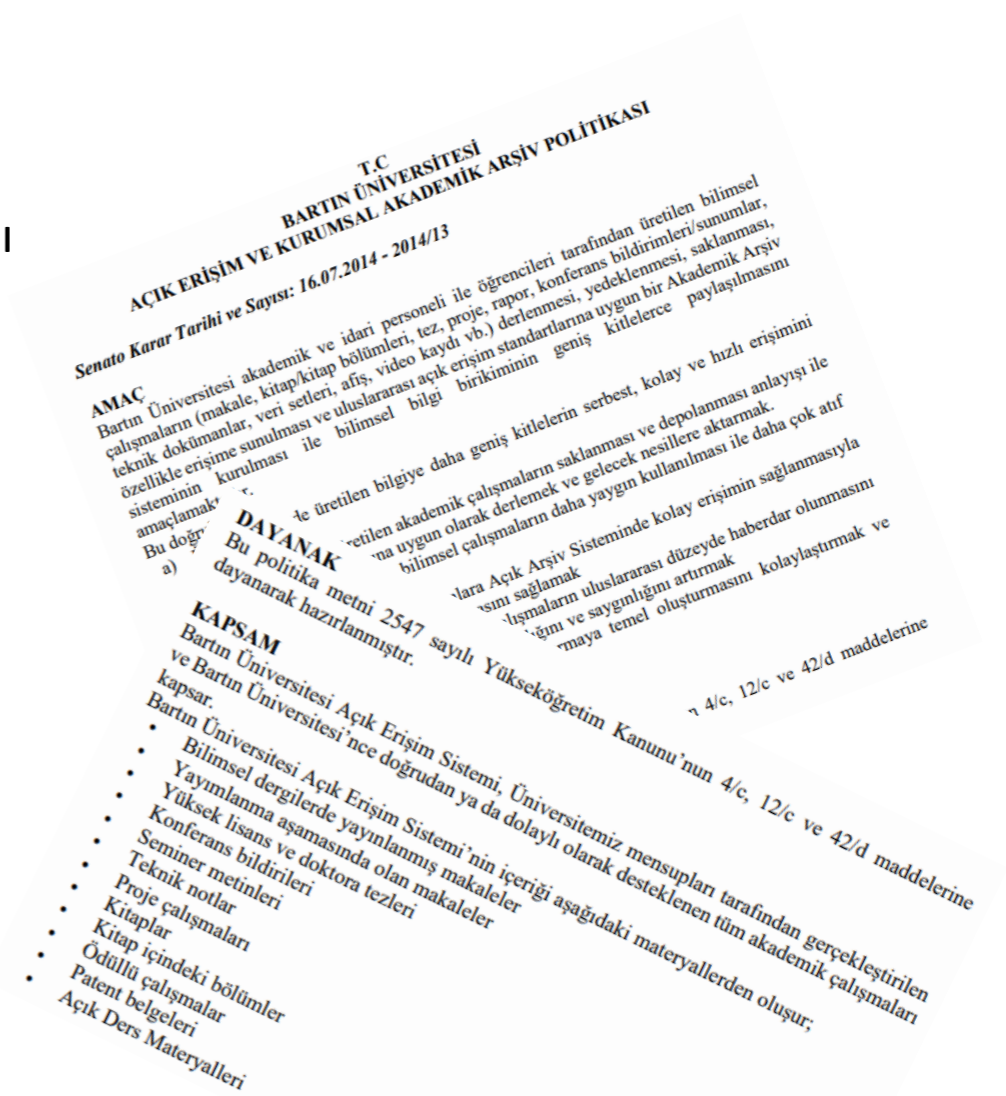 T.C
BARTIN ÜNİVERSİTESİ
AÇIK ERİŞİM VE KURUMSAL AKADEMİK ARŞİV POLİTİKASI
Senato Karar Tarihi ve Sayısı: 16.07.2014 - 2014/13
AMAÇ
Bartın Üniversitesi akademik ve idari personeli ile öğrencileri tarafından üretilen bilimsel
çalışmaların (makale, kitap/kitap bölümleri, tez, proje, rapor, konferans bildirimleri/sunumlar,
teknik dokümanlar, veri setleri, afiş, video kaydı vb.) derlenmesi, yedeklenmesi, saklanması,
özellikle erişime sunulması ve uluslararası açık erişim standartlarına uygun bir Akademik Arşiv
sisteminin kurulması ile bilimsel bilgi birikiminin geniş kitlelerce paylaşılmasını
Bu
a) üretilen bilgiye daha geniş kitlelerin serbest, kolay ve hızlı erişimini
akademik çalışmaların saklanması ve depolanması anlayışı ile
uygun olarak derlemek ve gelecek nesillere aktarmak.
bilimsel çalışmaların daha yaygın kullanılması ile daha çok atıf
Açık Arşiv Sisteminde kolay erişimin sağlanmasıyla
sağlamak
uluslararası düzeyde haberdar olunmasını
ve saygınlığını artırmak
temel oluşturmasını kolaylaştırmak ve
4/c, 12/c ve 42/d maddelerine
DAYANAK
Bu politika metni 2547 sayılı Yükseköğretim Kanunu’nun 4/c, 12/c ve 42/d maddelerine
dayanarak hazırlanmıştır.
KAPSAM
Bartın Üniversitesi Açık Erişim Sistemi, Üniversitemiz mensupları tarafından gerçekleştirilen
ve Bartın Üniversitesi’nce doğrudan ya da dolaylı olarak desteklenen tüm akademik çalışmaları
kapsar.
Bartın Üniversitesi Açık Erişim Sistemi’nin içeriği aşağıdaki materyallerden oluşur;
• Bilimsel dergilerde yayınlanmış makaleler
• Yayımlanma aşamasında olan makaleler
• Yüksek lisans ve doktora tezleri
• Konferans bildirileri
• Seminer metinleri
• Teknik notlar
• Proje çalışmaları
• Kitaplar
• Kitap içindeki bölümler
• Ödüllü çalışmalar
• Patent belgeleri
• Açık Ders Materyalleri